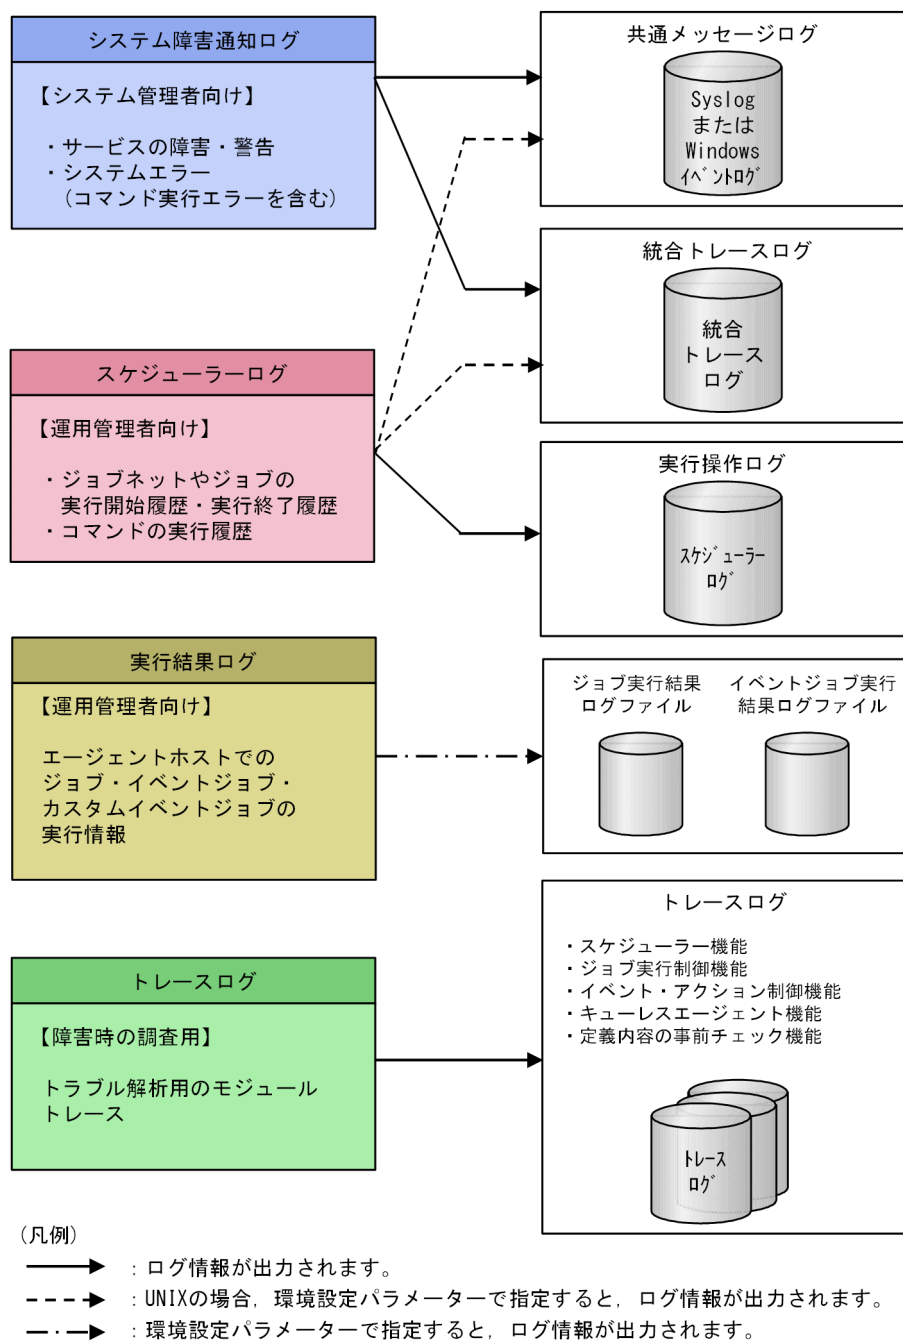 システム障害通知ログ
【システム管理者向け】
・サービスの障害・警告
・システムエラー
(コマンド実行エラーを含む)
共通メッセージログ
Syslog
または
Windows
ｲﾍﾞﾝﾄﾛｸﾞ
統合トレースログ
統合
トレース
ログ
スケジューラーログ
【運用管理者向け】
・ジョブネットやジョブの
実行開始履歴・実行終了履歴
・コマンドの実行履歴
実行操作ログ
ｽｹｼﾞｭｰﾗｰ
ﾛｸﾞ
実行結果ログ
【運用管理者向け】
エージェントホストでの
ジョブ・イベントジョブ・
カスタムイベントジョブの
実行情報
ジョブ実行結果
ログファイル
イベントジョブ実行
結果ログファイル
トレースログ
【障害時の調査用】
トラブル解析用のモジュール
トレース
トレースログ
・スケジューラー機能
・ジョブ実行制御機能
・イベント・アクション制御機能
・キューレスエージェント機能
・定義内容の事前チェック機能
ﾄﾚｰｽ
ﾛｸﾞ
(凡例)
：ログ情報が出力されます。
：UNIXの場合，環境設定パラメーターで指定すると，ログ情報が出力されます。
：環境設定パラメーターで指定すると，ログ情報が出力されます。